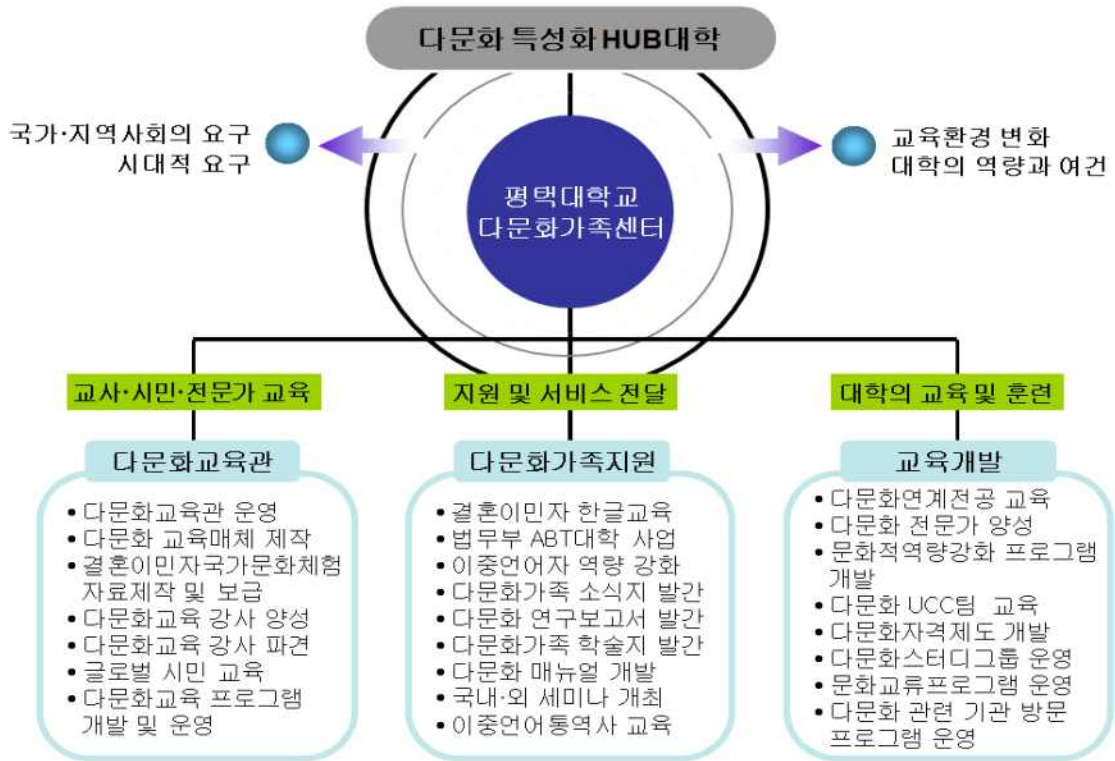 다문화 특성화 HUB대학
국가·지역사회의 요구
시대적 요구
교육환경 변화
대학의 역량과 여건
평택대학교
다문화가족센터
교사·시민·전문가 교육
지원 및 서비스 전달
대학의 교육 및 훈련
다문화교육관
• 다문화교육관 운영
• 다문화 교육매체 제작
• 결혼이민자국가문화체험
자료제작 및 보급
• 다문화교육 강사 양성
• 다문화교육 강사 파견
• 글로벌 시민 교육
• 다문화교육 프로그램
개발 및 운영
다문화가족지원
• 결혼이민자 한글교육
• 법무부 ABT대학 사업
• 이중언어자 역량 강화
• 다문화가족 소식지 발간
• 다문화 연구보고서 발간
• 다문화가족 학술지 발간
• 다문화 매뉴얼 개발
• 국내·외 세미나 개최
• 이중언어통역사 교육
교육개발
• 다문화연계전공 교육
• 다문화 전문가 양성
• 문화적역량강화 프로그램
개발
• 다문화 UCC팀 교육
• 다문화자격제도 개발
• 다문화스터디그룹 운영
• 문화교류프로그램 운영
• 다문화 관련 기관 방문
프로그램 운영